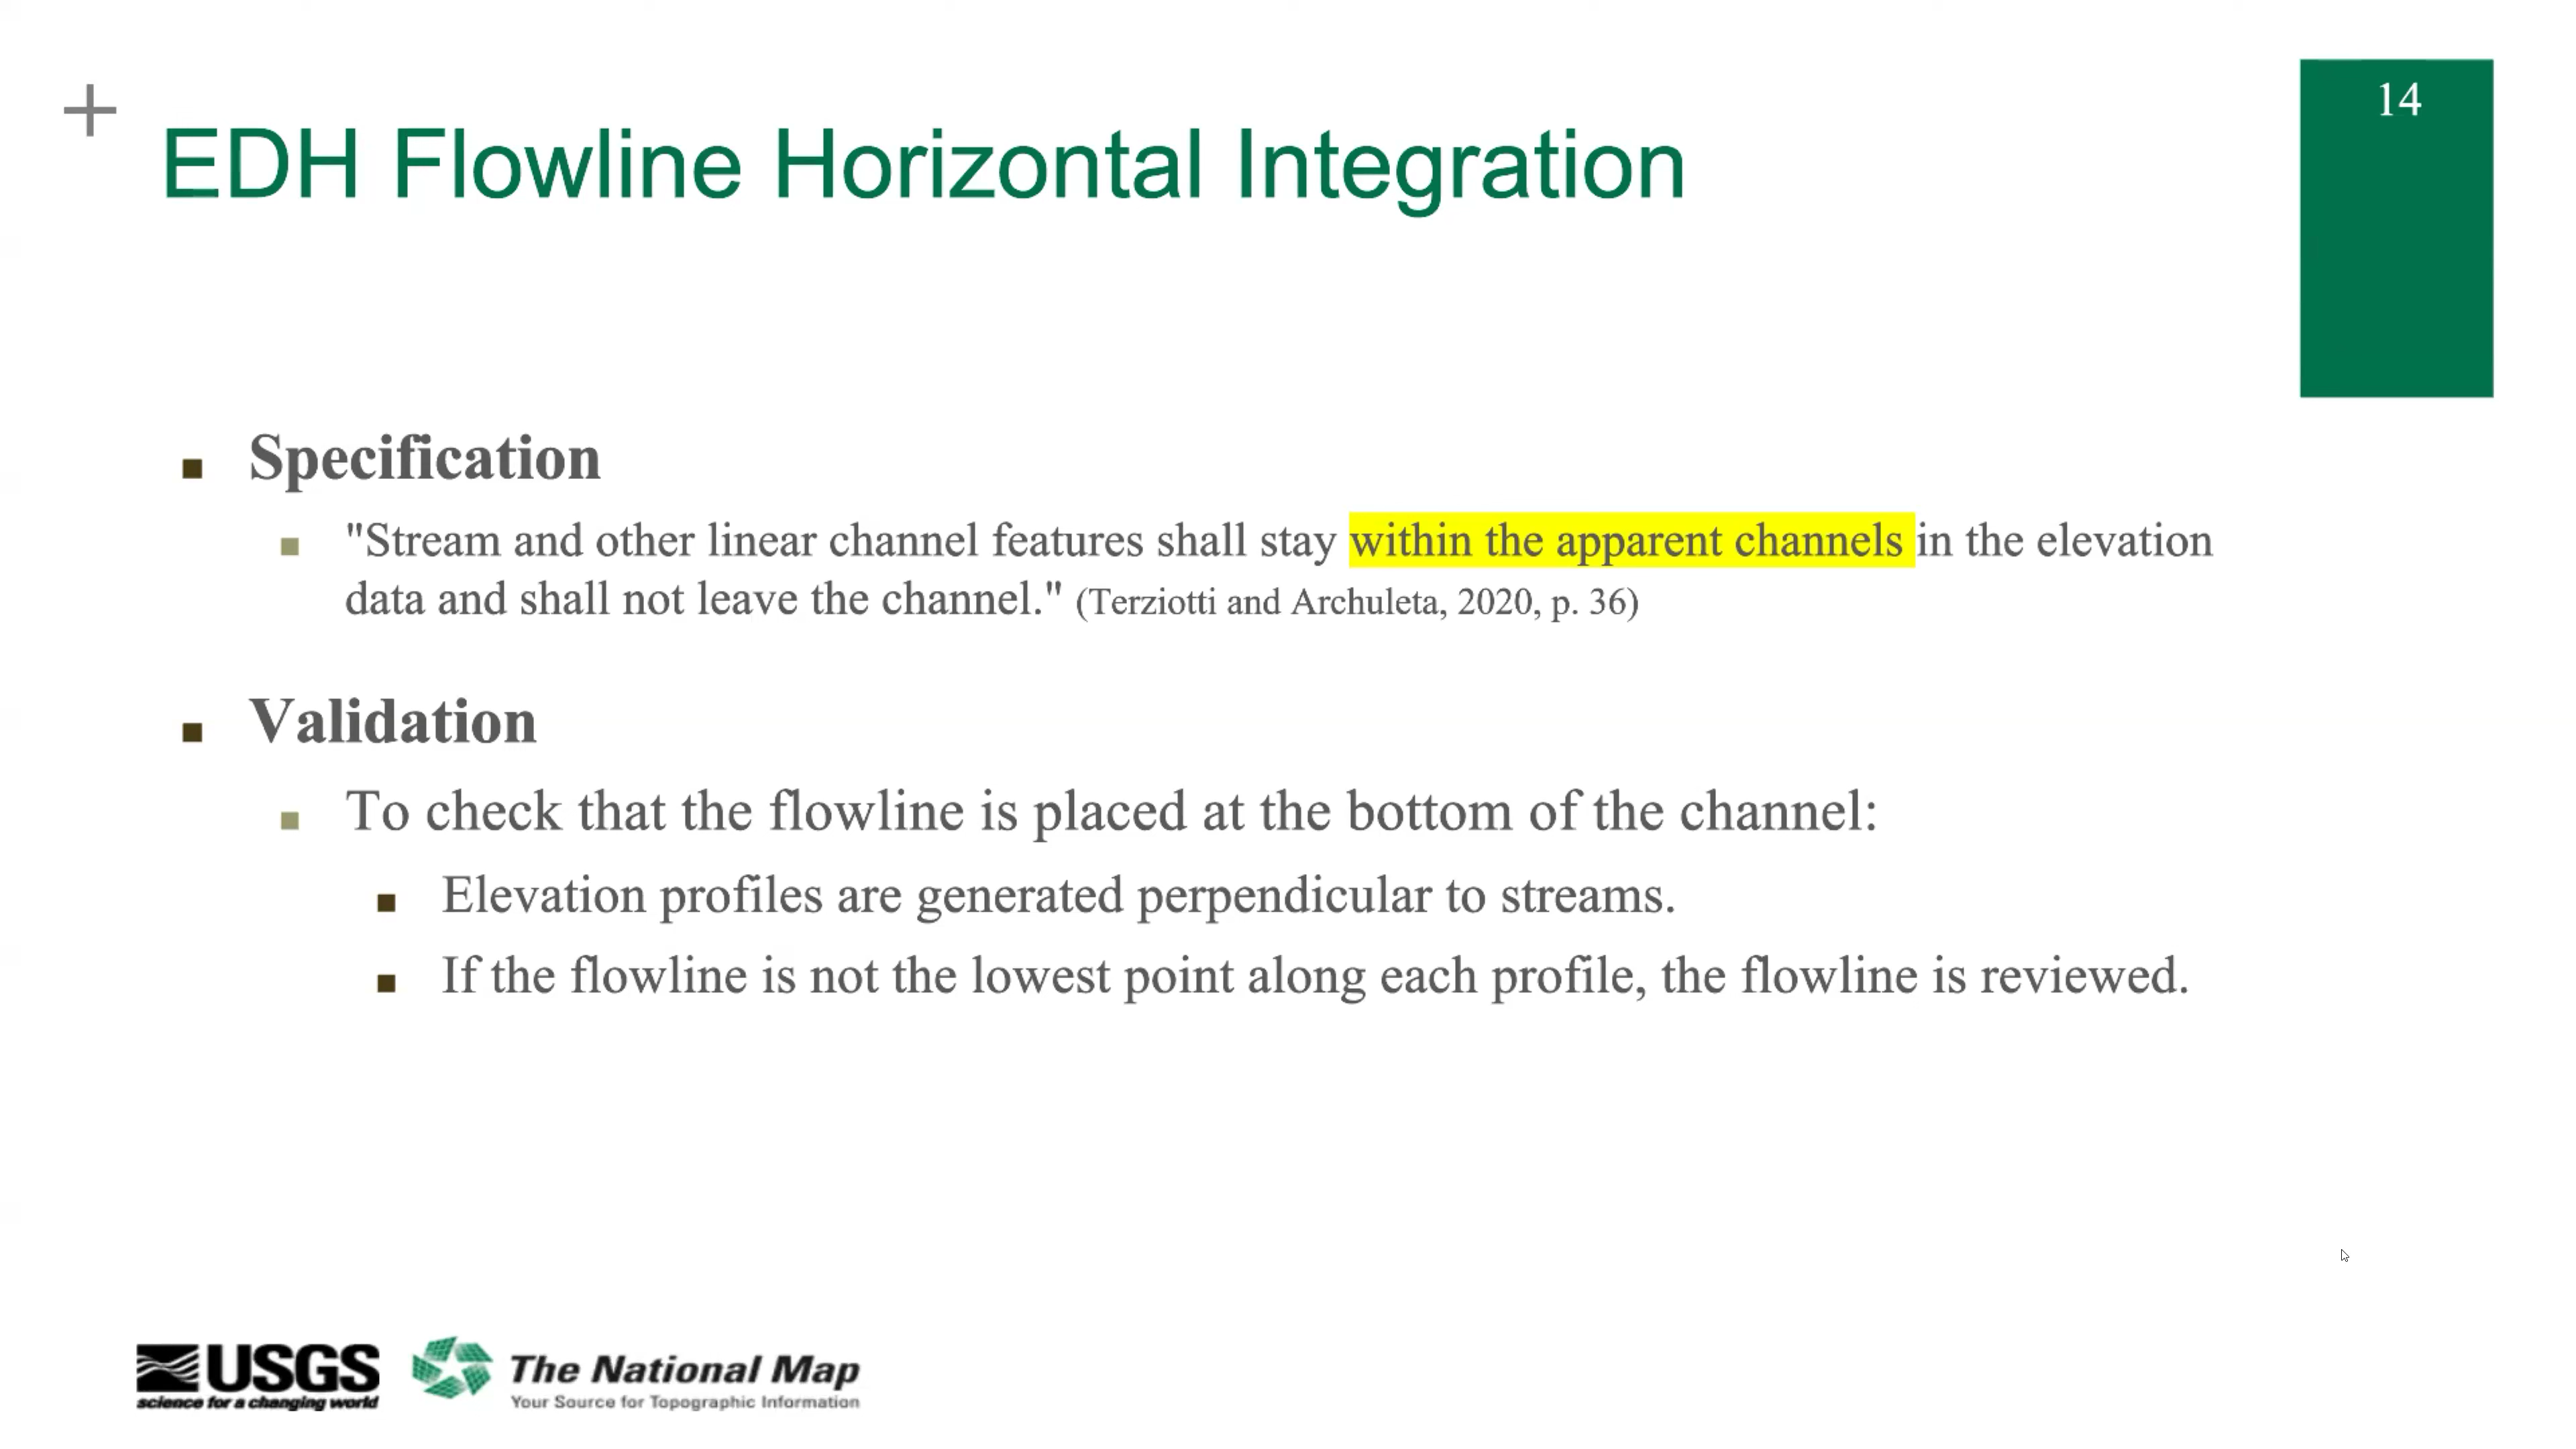 14
EDH Flowline Horizontal Integration
Specification
"Stream and other linear channel features shall stay within the apparent channels in the elevation
data and shall not leave the channel." (Terziotti and Archuleta, 2020, p. 36)
Validation
To check that the flowline is placed at the bottom of the channel:
Elevation profiles are generated perpendicular to streams.
If the flowline is not the lowest point along each profile, the flowline is reviewed.
USGS
science for a changing world
The National Map
Your Source for Topographic Information